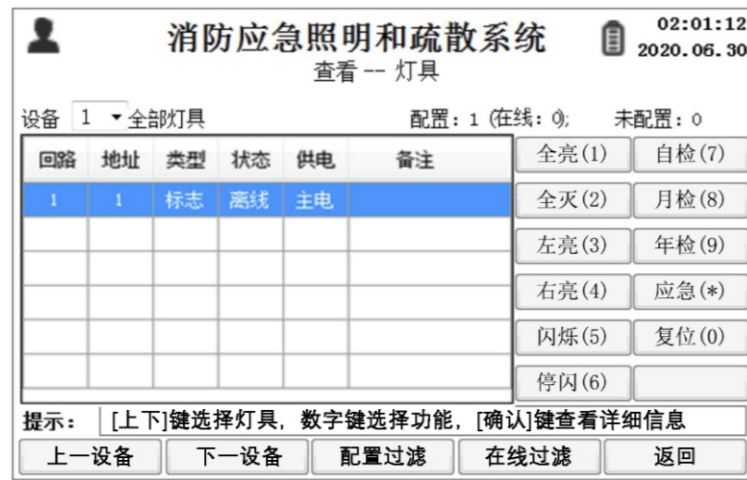 消防应急照明和疏散系统
02:01:12
2020.06.30
查看 -- 灯具
设备 1 全部灯具 配置: 1 (在线: 0); 未配置: 0
回路 地址 类型 状态 供电 备注
1 1 标志 离线 主电
全亮(1) 自检(7)
全灭(2) 月检(8)
左亮(3) 年检(9)
右亮(4) 应急(*)
闪烁(5) 复位(0)
停闪(6)
提示: [上下]键选择灯具, 数字键选择功能, [确认]键查看详细信息
上一设备 下一设备 配置过滤 在线过滤 返回